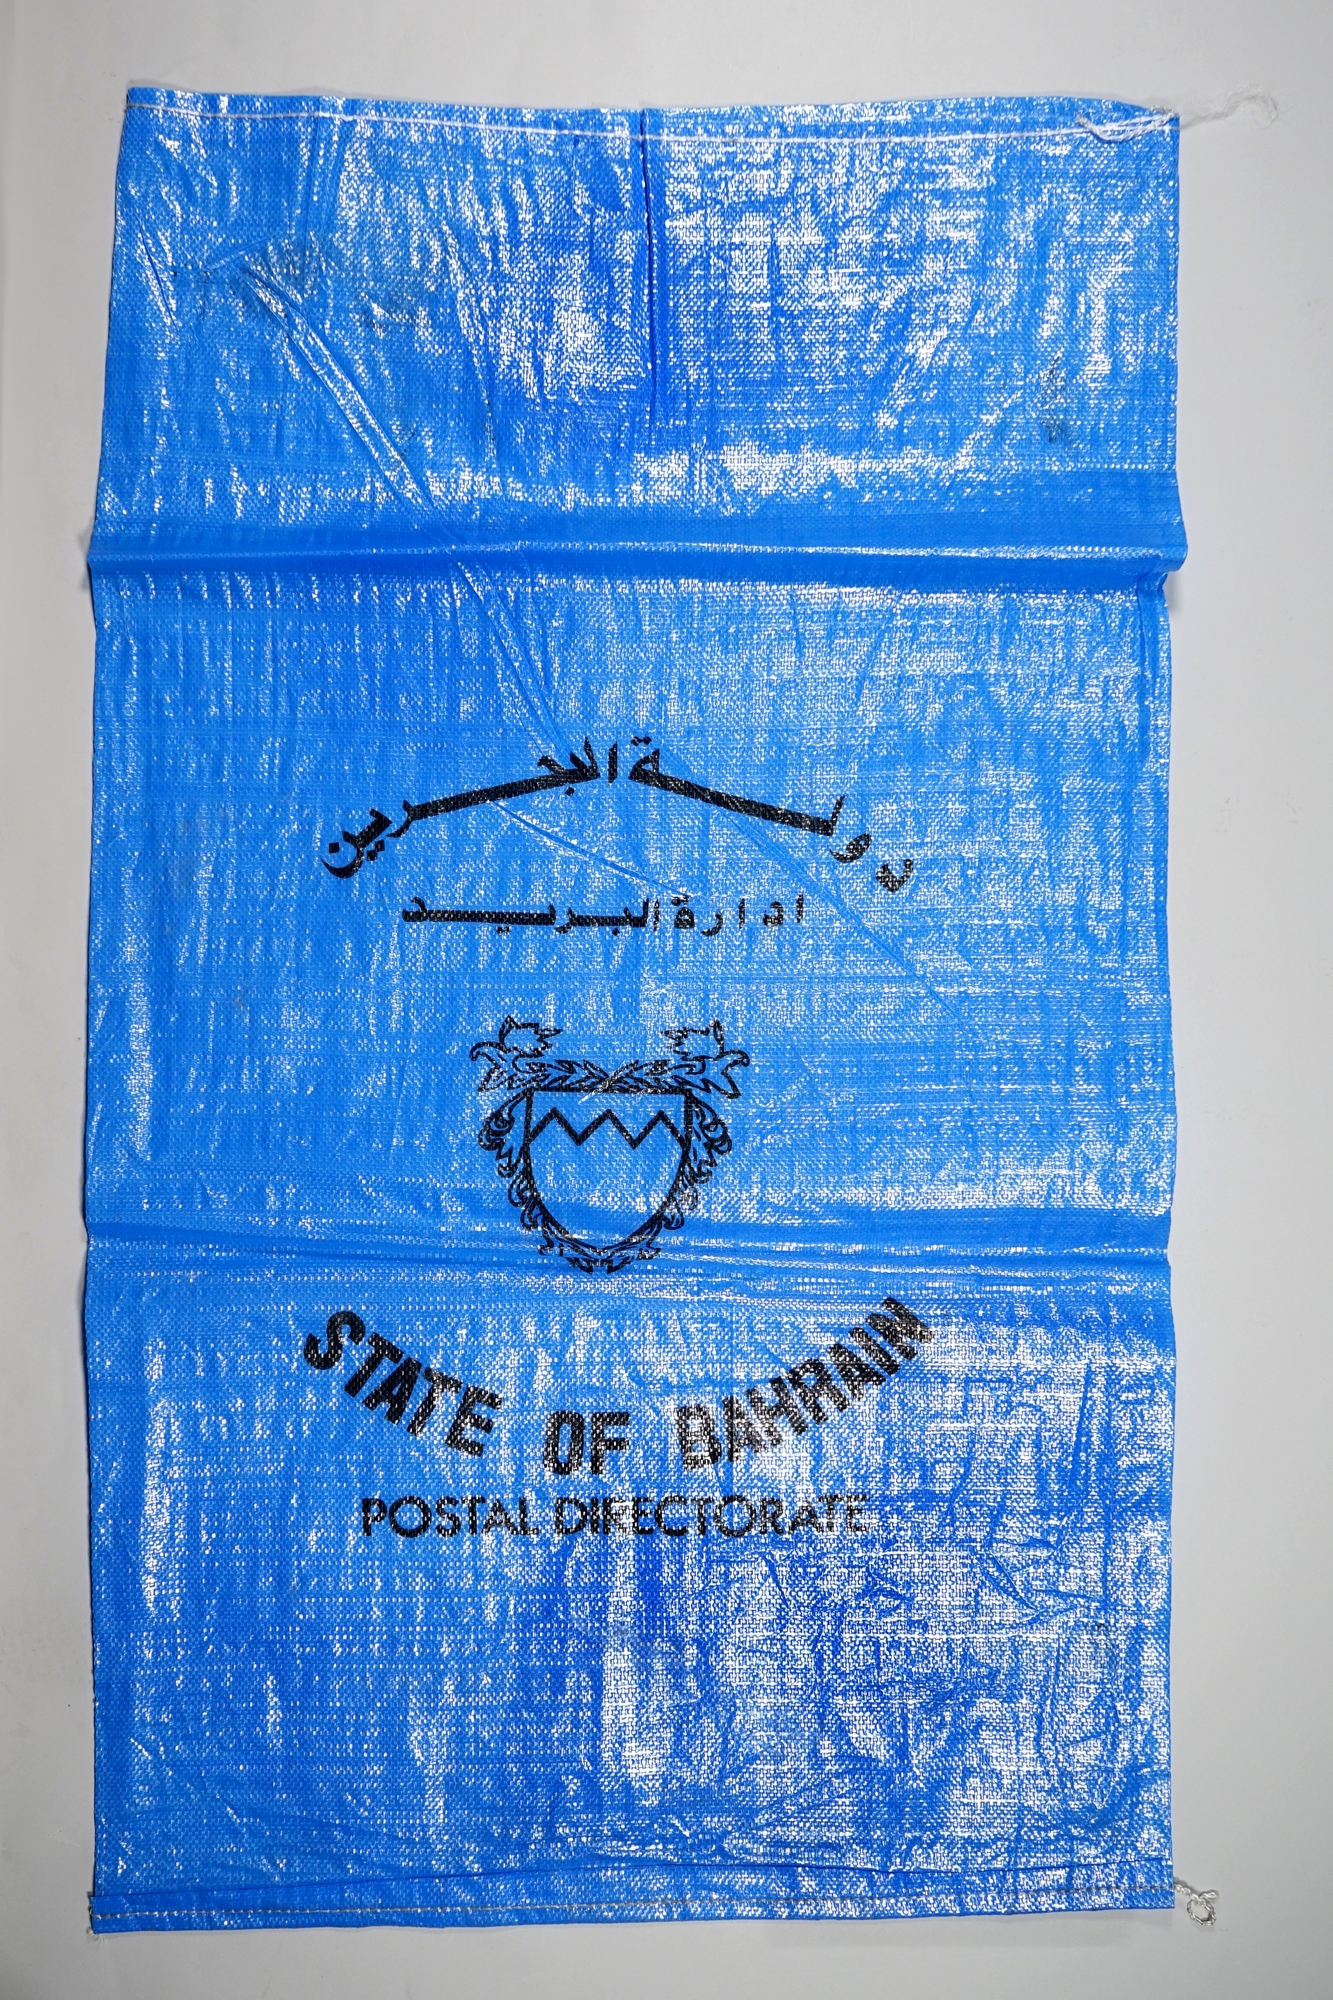 دولة البحرين
ادارة البريد
STATE OF BAHRAIN
POSTAL DIRECTORATE